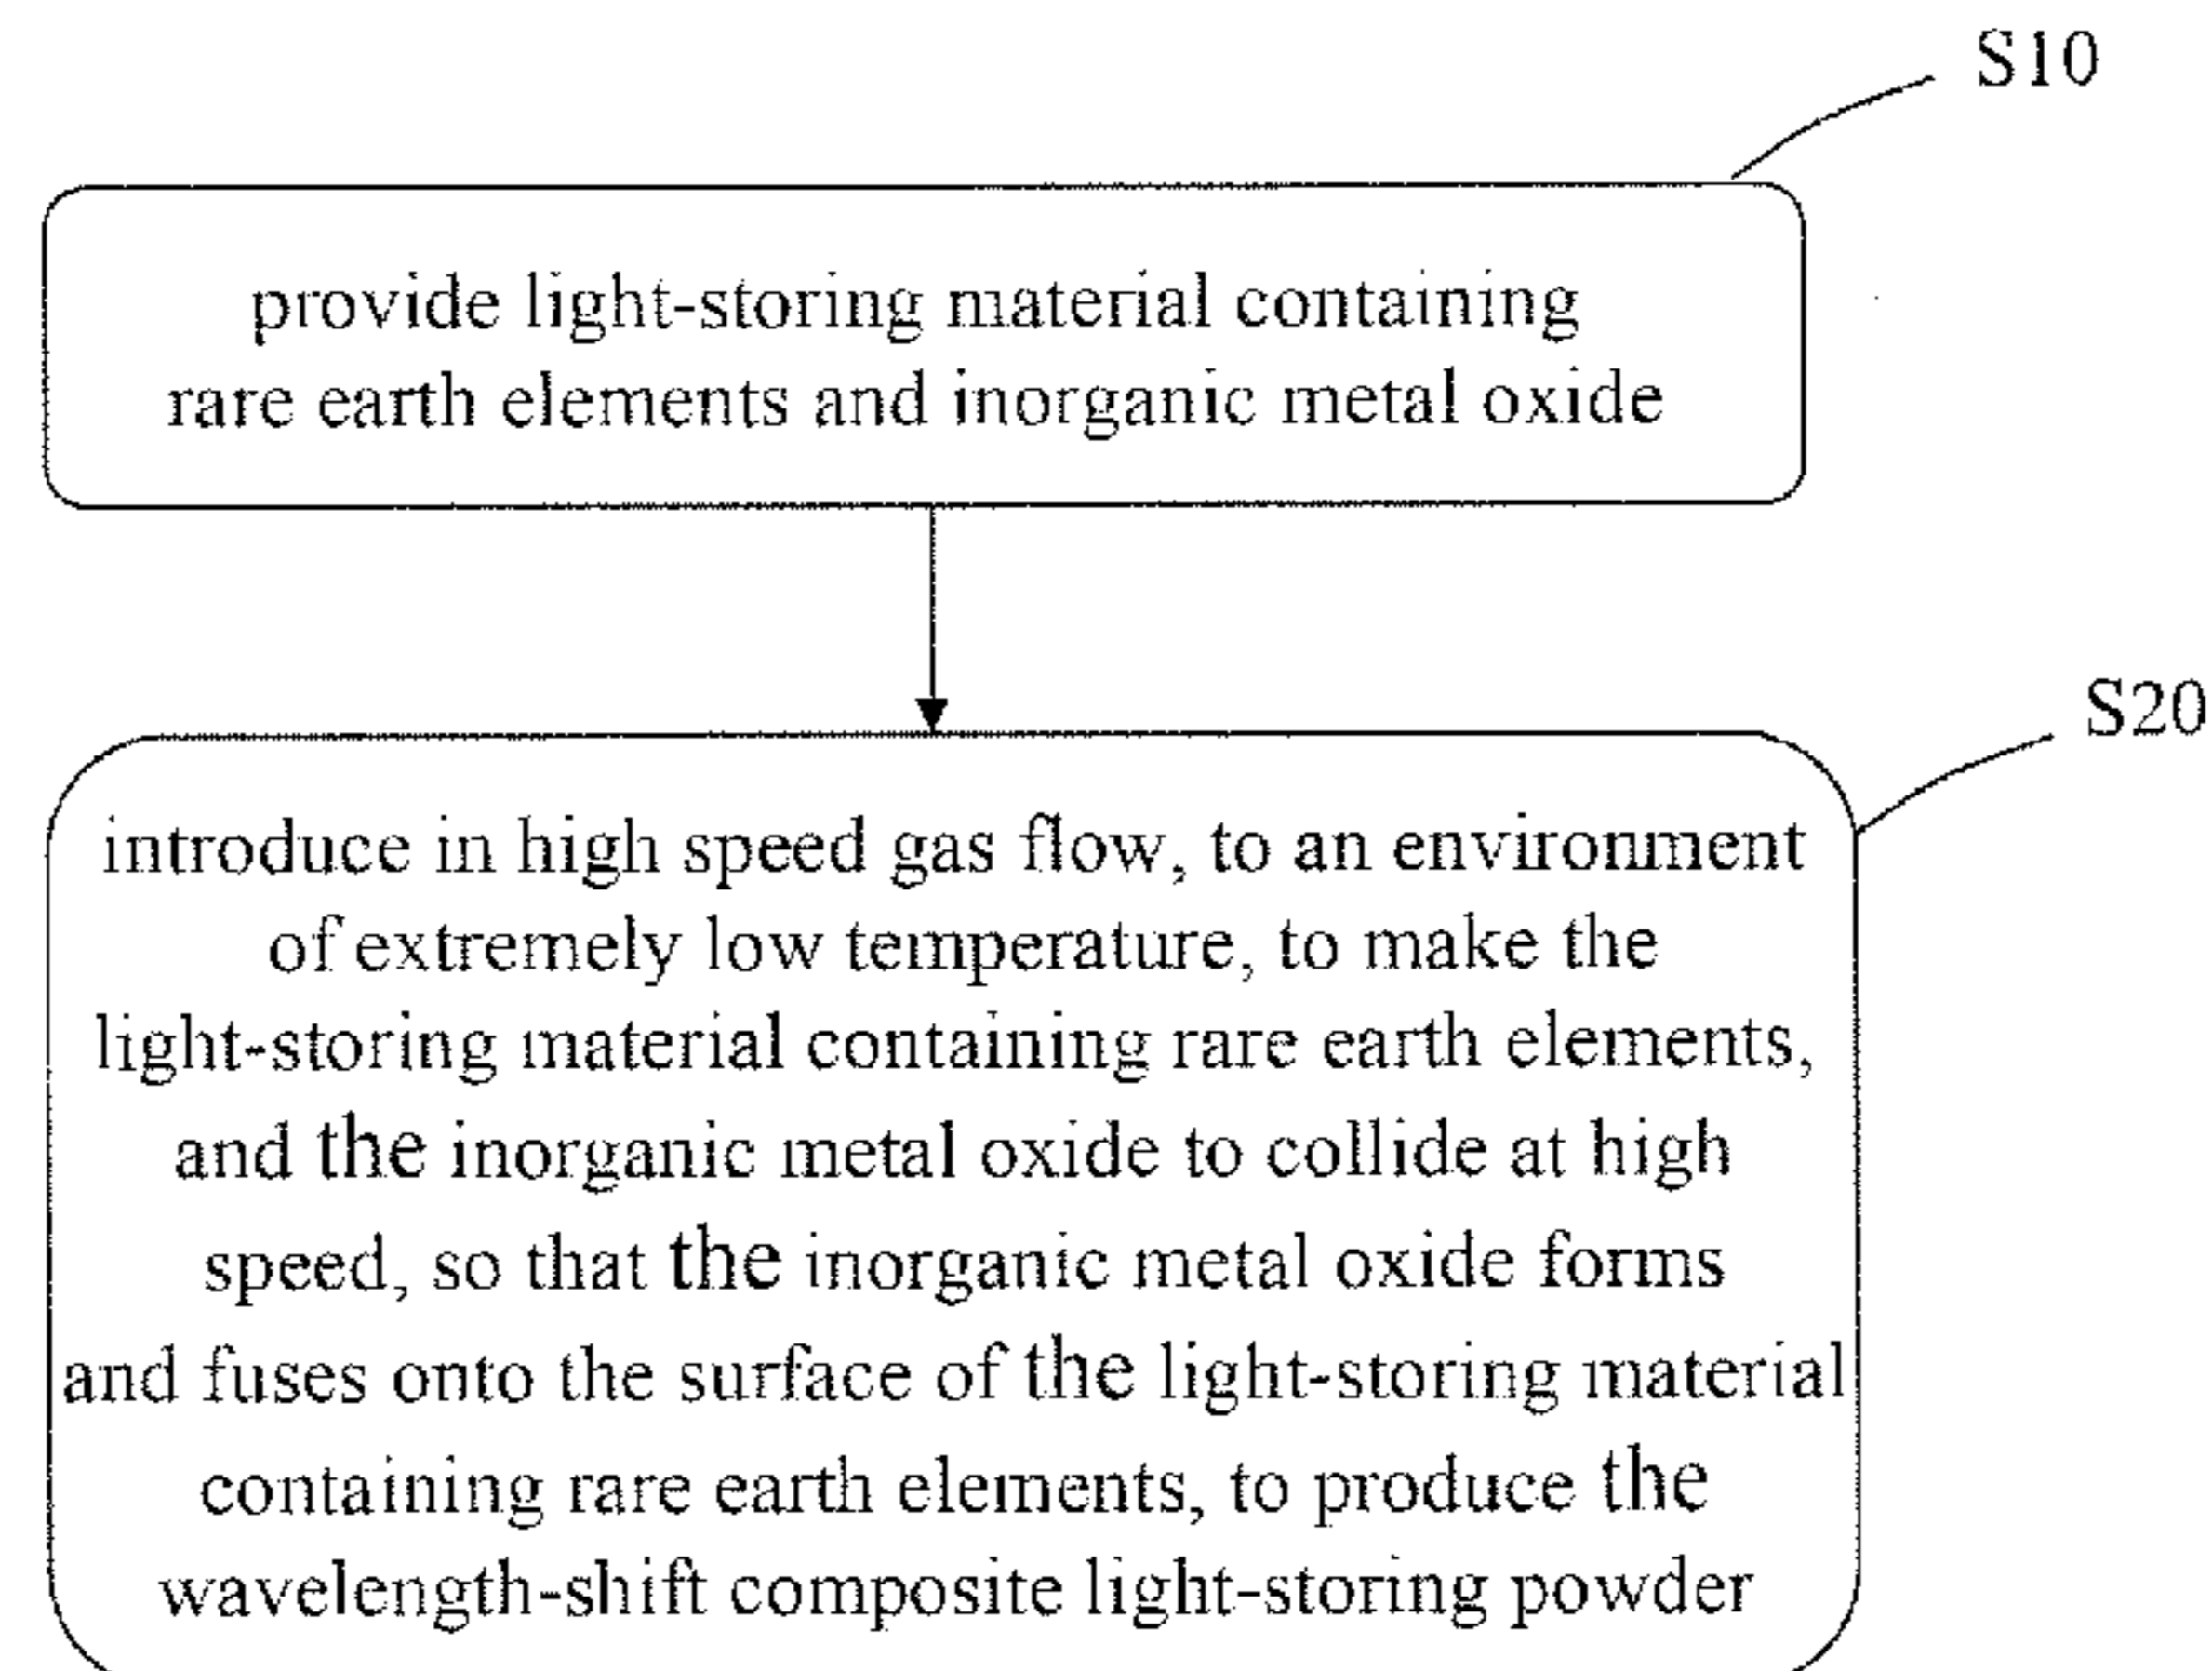 S10
provide light-storing material containing
rare earth elements and inorganic metal oxide
S20
introduce in high speed gas flow, to an environment
of extremely low temperature, to make the
light-storing material containing rare earth elements,
and the inorganic metal oxide to collide at high
speed, so that the inorganic metal oxide forms
and fuses onto the surface of the light-storing material
containing rare earth elements, to produce the
wavelength-shift composite light-storing powder